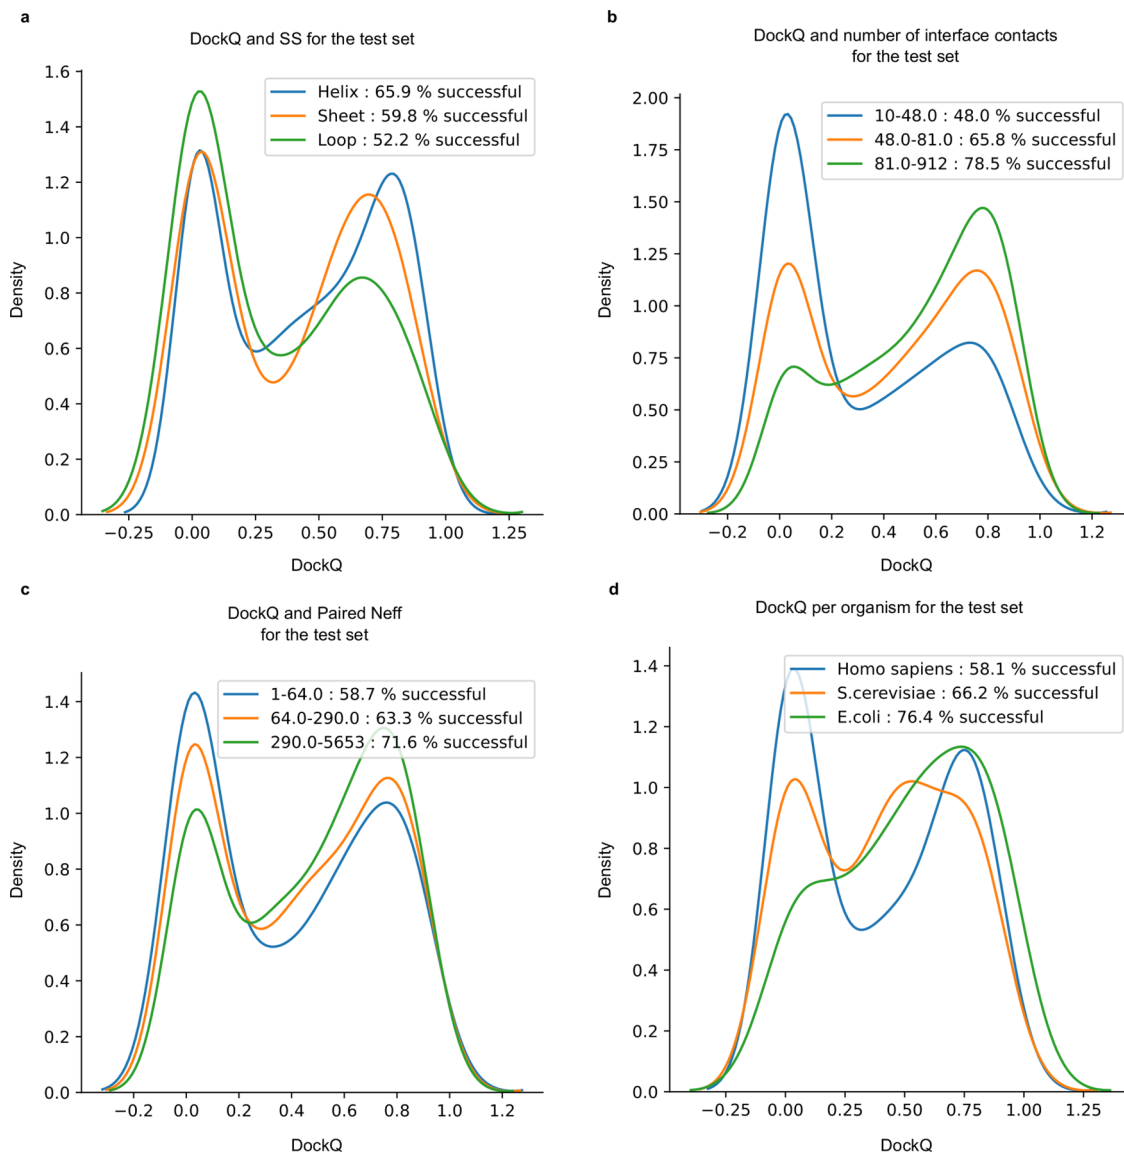 a
DockQ and SS for the test set
Helix : 65.9 % successful
Sheet : 59.8 % successful
Loop : 52.2 % successful
Density
1.6
1.4
1.2
1.0
0.8
0.6
0.4
0.2
0.0
−0.25 0.00 0.25 0.50 0.75 1.00 1.25
DockQ
b
DockQ and number of interface contacts
for the test set
10-48.0 : 48.0 % successful
48.0-81.0 : 65.8 % successful
81.0-912 : 78.5 % successful
Density
2.00
1.75
1.50
1.25
1.00
0.75
0.50
0.25
0.00
−0.2 0.0 0.2 0.4 0.6 0.8 1.0 1.2
DockQ
c
DockQ and Paired Neff
for the test set
1-64.0 : 58.7 % successful
64.0-290.0 : 63.3 % successful
290.0-5653 : 71.6 % successful
Density
1.4
1.2
1.0
0.8
0.6
0.4
0.2
0.0
−0.2 0.0 0.2 0.4 0.6 0.8 1.0 1.2
DockQ
d
DockQ per organism for the test set
Homo sapiens : 58.1 % successful
S.cerevisiae : 66.2 % successful
E.coli : 76.4 % successful
Density
1.4
1.2
1.0
0.8
0.6
0.4
0.2
0.0
−0.25 0.00 0.25 0.50 0.75 1.00 1.25
DockQ